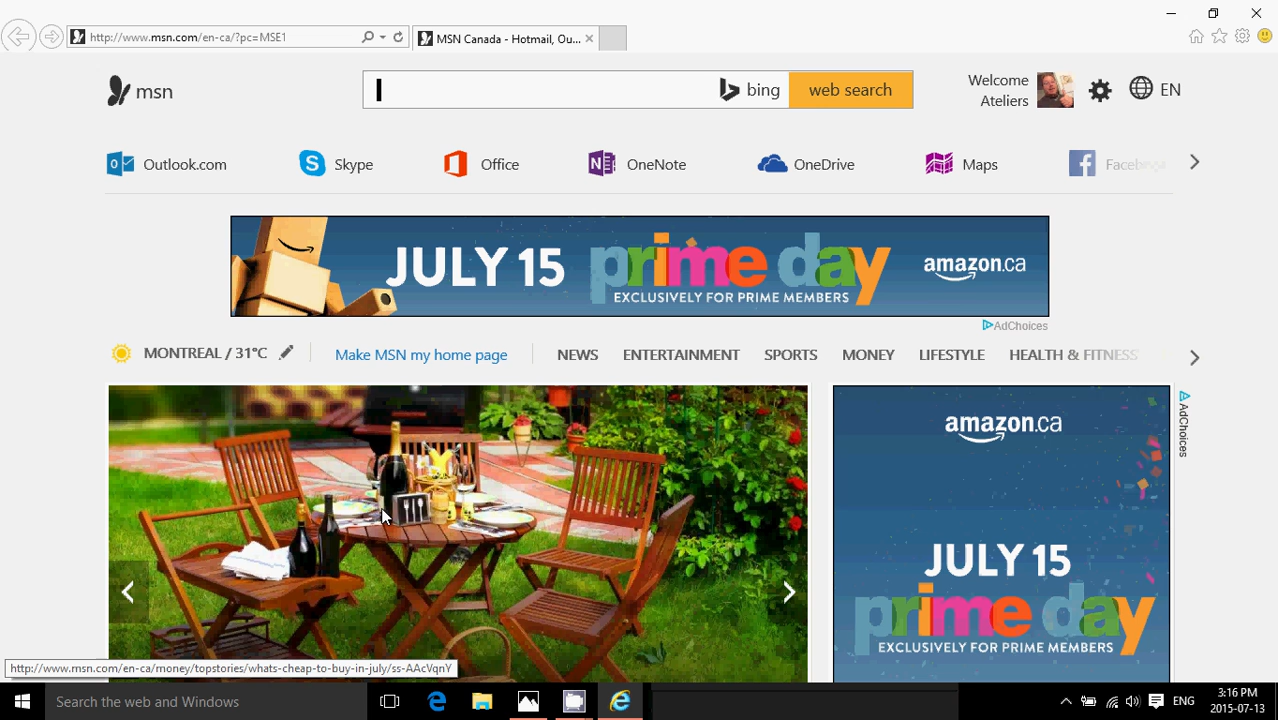 http://www.msn.com/en-ca/?pc=MSE1
MSN Canada - Hotmail, Ou...
msn
bing
web search
Welcome
Ateliers
EN
Outlook.com
Skype
Office
OneNote
OneDrive
Maps
Facebook
JULY 15 prime day
EXCLUSIVELY FOR PRIME MEMBERS
amazon.ca
AdChoices
MONTREAL / 31°C
Make MSN my home page
NEWS
ENTERTAINMENT
SPORTS
MONEY
LIFESTYLE
HEALTH & FITNESS
amazon.ca
AdChoices
JULY 15
prime day
EXCLUSIVELY FOR PRIME MEMBERS
http://www.msn.com/en-ca/money/topstories/whats-cheap-to-buy-in-july/ss-AAcVqnY
Search the web and Windows
ENG
3:16 PM
2015-07-13